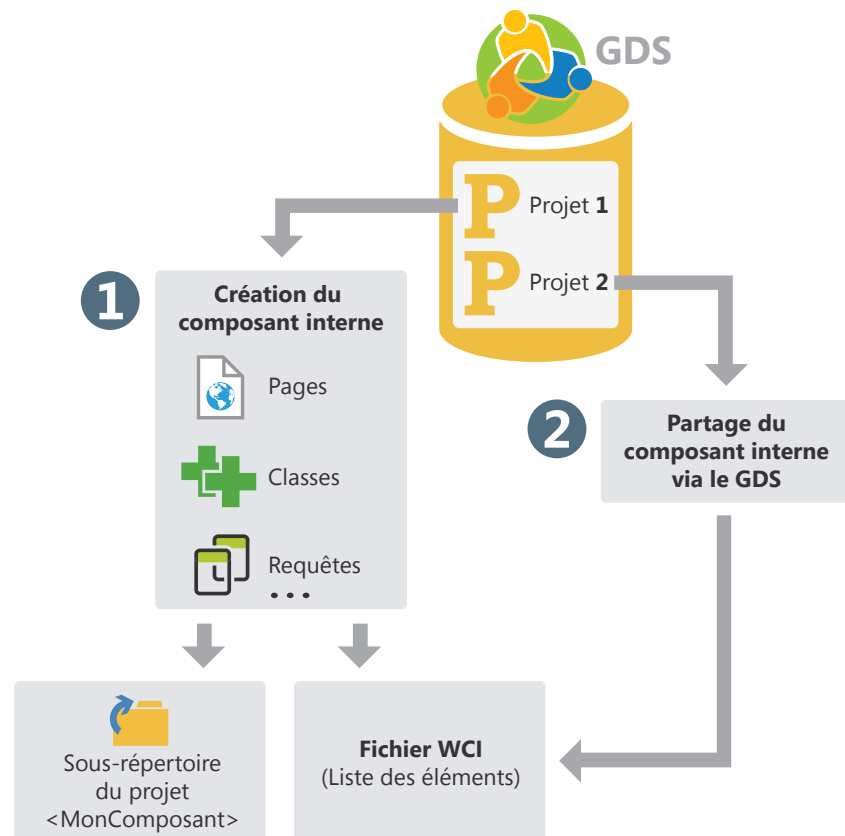 GDS
P Projet 1
P Projet 2
1
Création du
composant interne
Pages
Classes
Requêtes
...
2
Partage du
composant interne
via le GDS
Sous-répertoire
du projet
<MonComposant>
Fichier WCI
(Liste des éléments)